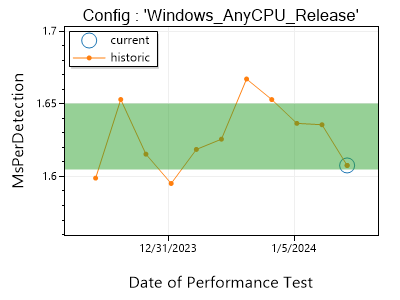 Config : 'Windows_AnyCPU_Release'
1.7
current
historic
1.65
MsPerDetection
1.6
12/31/2023
1/5/2024
Date of Performance Test